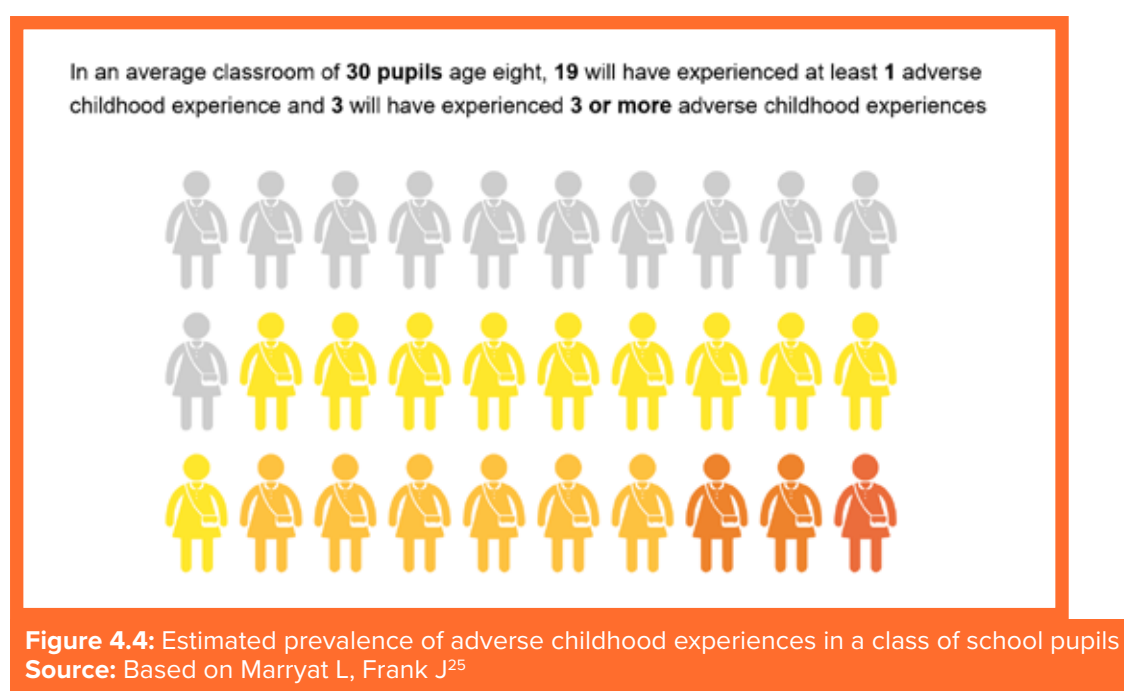 In an average classroom of 30 pupils age eight, 19 will have experienced at least 1 adverse
childhood experience and 3 will have experienced 3 or more adverse childhood experiences
Figure 4.4: Estimated prevalence of adverse childhood experiences in a class of school pupils
Source: Based on Marryat L, Frank J²⁵